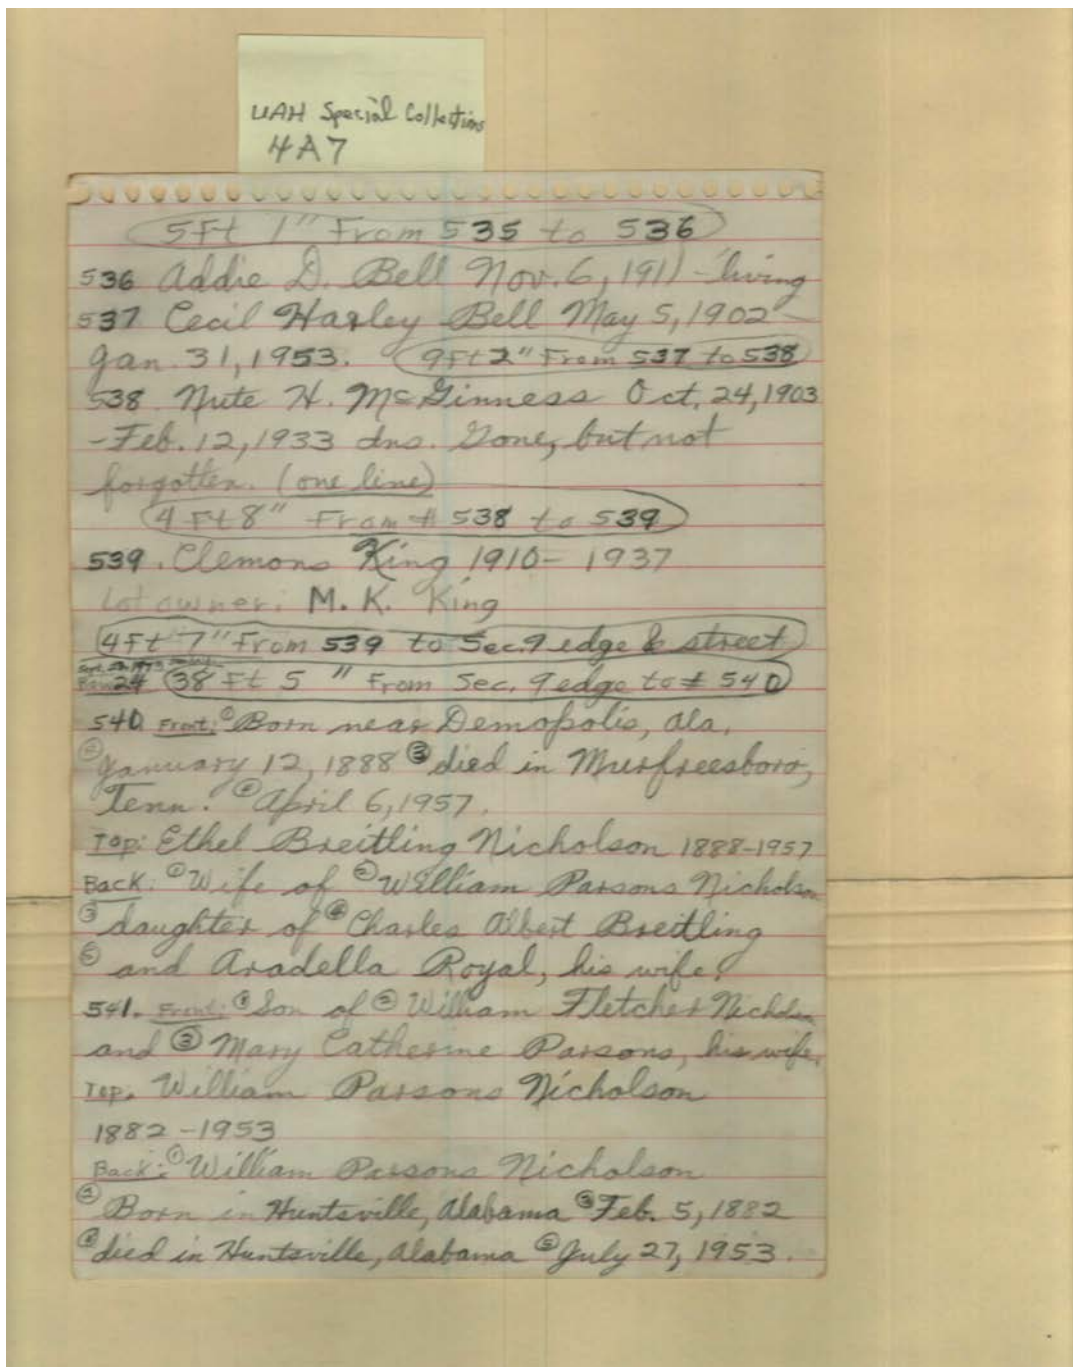 UAH Special Collections
4A7
5Ft 1" From 535 to 536
536 Addie D. Bell Nov. 6, 1911 - living
537 Cecil Harley Bell May 5, 1902 -
Jan. 31, 1953. 9Ft 2" From 537 to 538
538. Nute H. McGinness Oct. 24, 1903
- Feb. 12, 1933 ins. Gone, but not
forgotten. (one line)
4 Ft 8" From # 538 to 539
539. Clemons King 1910 - 1937
Lot owner: M. K. King
4Ft 7" From 539 to Sec. 9 edge & street
Sept. 1973
Row 24 38 Ft 5 " From Sec. 9 edge to # 540
540 Front: ① Born near Demopolis, Ala.
② January 12, 1888 ③ died in Murfreesboro,
Tenn. ④ April 6, 1957.
Top: Ethel Breitling Nicholson 1888-1957
Back: ① Wife of ② William Parsons Nicholson
③ daughter of ④ Charles Albert Breitling
⑤ and Aradella Royal, his wife.
541. Front: ① Son of ② William Fletcher Nicholson
and ③ Mary Catherine Parsons, his wife.
Top. William Parsons Nicholson
1882 - 1953
Back: ① William Parsons Nicholson
② Born in Huntsville, Alabama ③ Feb. 5, 1882
④ died in Huntsville, Alabama ⑤ July 27, 1953.